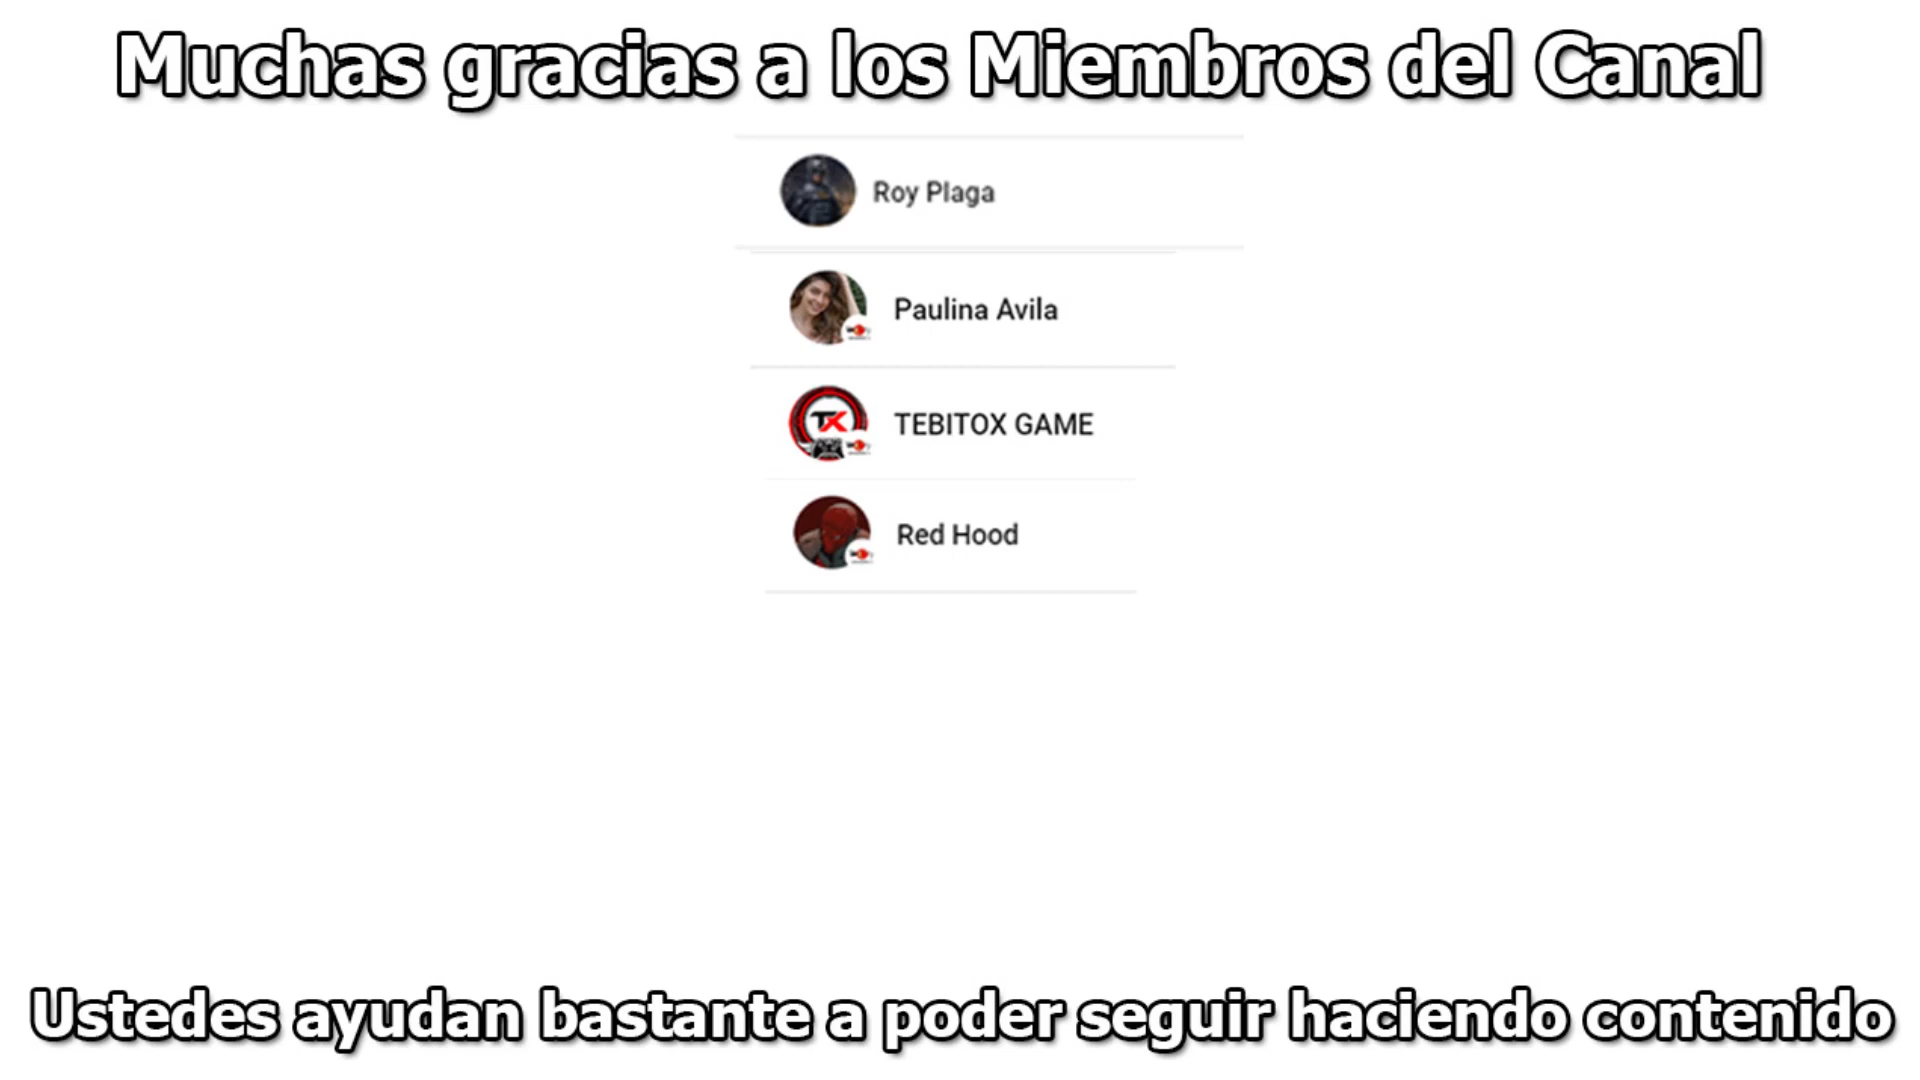 Muchas gracias a los Miembros del Canal
Roy Plaga
Paulina Avila
TX
TEBITOX GAME
Red Hood
Ustedes ayudan bastante a poder seguir haciendo contenido